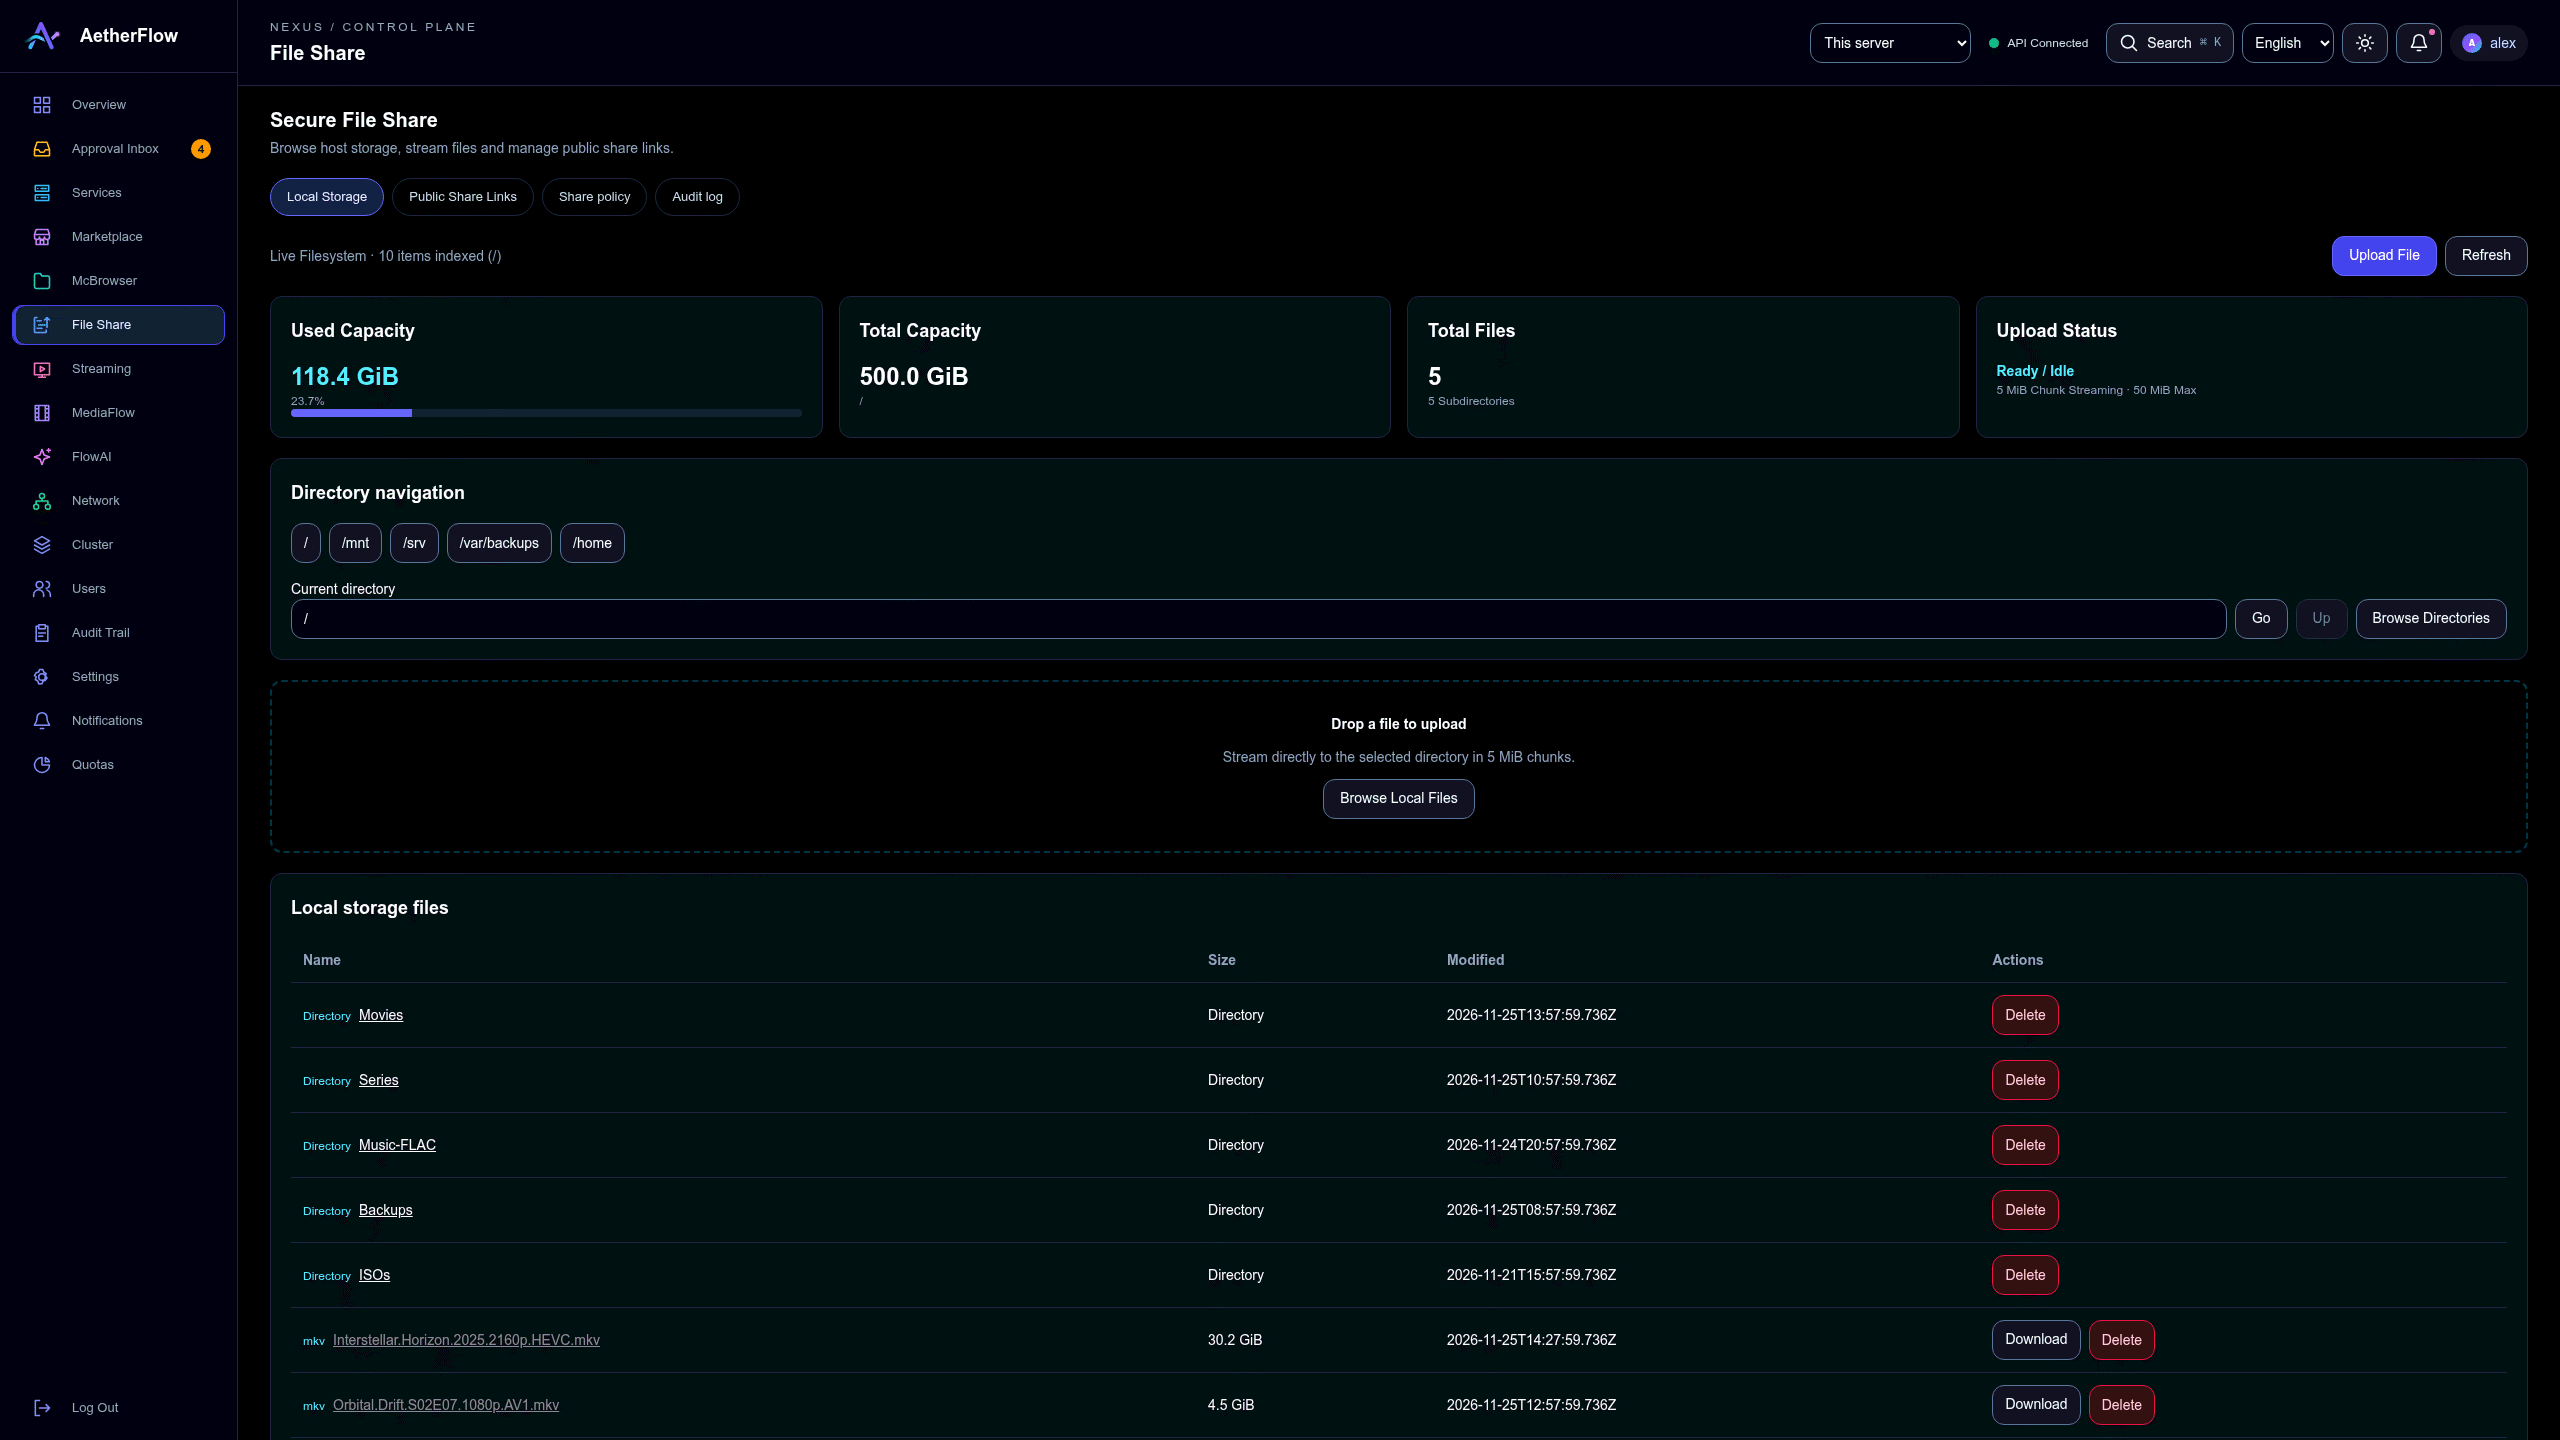 AetherFlow
NEXUS / CONTROL PLANE
File Share
This server
API Connected
Search ⌘ K
English
A alex
Overview
Approval Inbox 4
Services
Marketplace
McBrowser
File Share
Streaming
MediaFlow
FlowAI
Network
Cluster
Users
Audit Trail
Settings
Notifications
Quotas
Log Out
Secure File Share
Browse host storage, stream files and manage public share links.
Local Storage Public Share Links Share policy Audit log
Live Filesystem · 10 items indexed (/)
Upload File Refresh
Used Capacity
118.4 GiB
23.7%
Total Capacity
500.0 GiB
/
Total Files
5
5 Subdirectories
Upload Status
Ready / Idle
5 MiB Chunk Streaming · 50 MiB Max
Directory navigation
/ /mnt /srv /var/backups /home
Current directory
/ Go Up Browse Directories
Drop a file to upload
Stream directly to the selected directory in 5 MiB chunks.
Browse Local Files
Local storage files
Name Size Modified Actions
Directory Movies Directory 2026-11-25T13:57:59.736Z Delete
Directory Series Directory 2026-11-25T10:57:59.736Z Delete
Directory Music-FLAC Directory 2026-11-24T20:57:59.736Z Delete
Directory Backups Directory 2026-11-25T08:57:59.736Z Delete
Directory ISOs Directory 2026-11-21T15:57:59.736Z Delete
mkv Interstellar.Horizon.2025.2160p.HEVC.mkv 30.2 GiB 2026-11-25T14:27:59.736Z Download Delete
mkv Orbital.Drift.S02E07.1080p.AV1.mkv 4.5 GiB 2026-11-25T12:57:59.736Z Download Delete